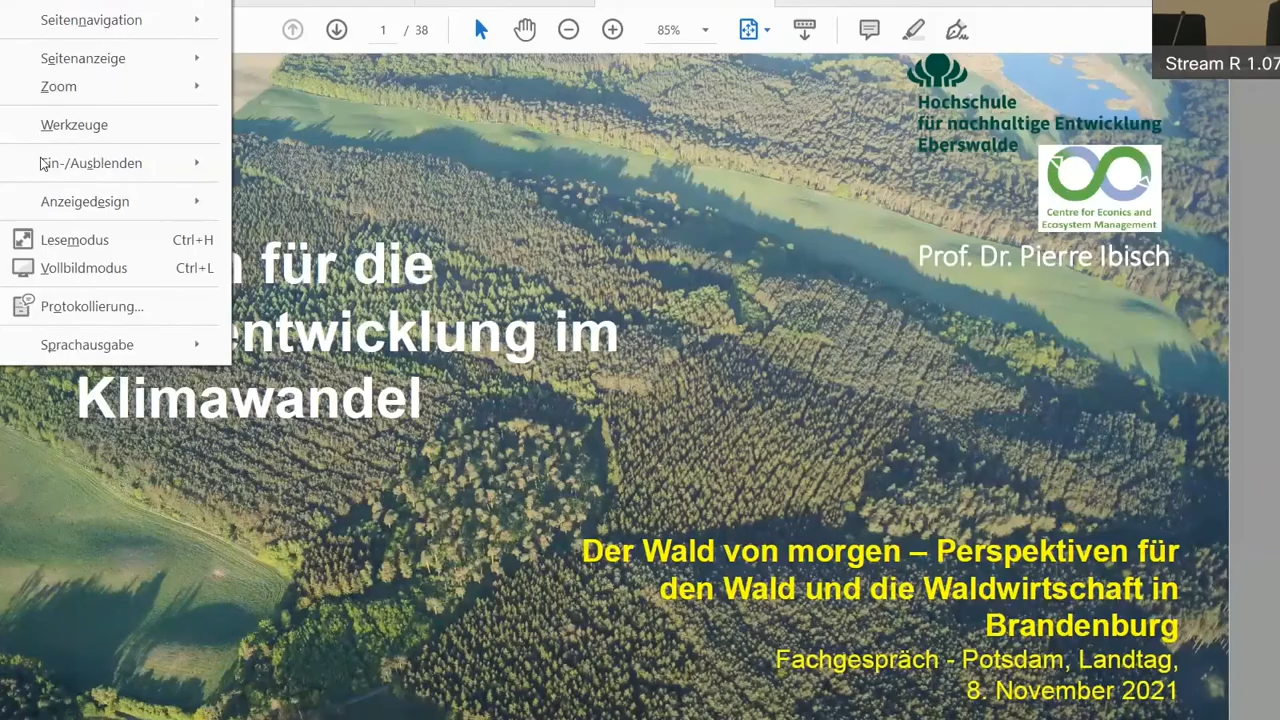 Seitennavigation
Seitenanzeige
Zoom
Werkzeuge
Ein-/Ausblenden
Anzeigedesign
Lesemodus Ctrl+H
Vollbildmodus Ctrl+L
Protokollierung...
Sprachausgabe
1 / 38
85%
Stream R 1.07
Hochschule
für nachhaltige Entwicklung
Eberswalde
Centre for Econics and
Ecosystem Management
Prof. Dr. Pierre Ibisch
für die
entwicklung im
Klimawandel
Der Wald von morgen – Perspektiven für
den Wald und die Waldwirtschaft in
Brandenburg
Fachgespräch - Potsdam, Landtag,
8. November 2021